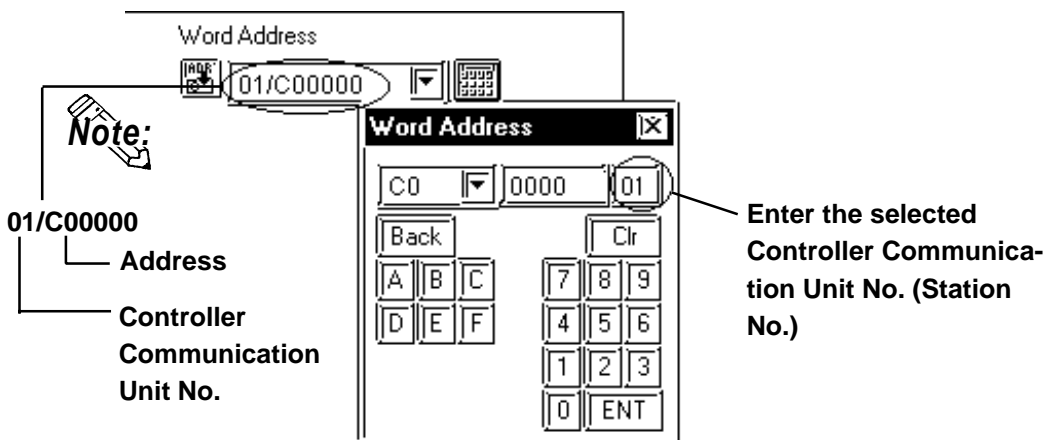 Word Address
ADR
01/C00000
Note:
Word Address
C0 0000 01
Back Clr
A B C 7 8 9
D E F 4 5 6
1 2 3
0 ENT
01/C00000
Address
Controller
Communication
Unit No.
Enter the selected
Controller Communica-
tion Unit No. (Station
No.)